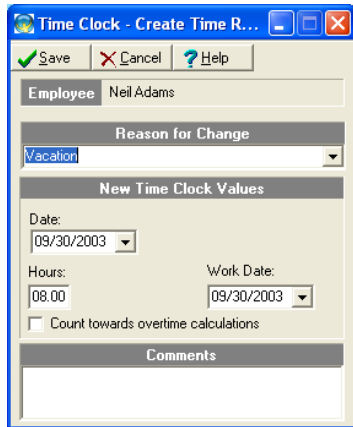 Time Clock - Create Time R...
Save Cancel Help
Employee Neil Adams
Reason for Change
Vacation
New Time Clock Values
Date:
09/30/2003
Hours: Work Date:
08.00 09/30/2003
Count towards overtime calculations
Comments